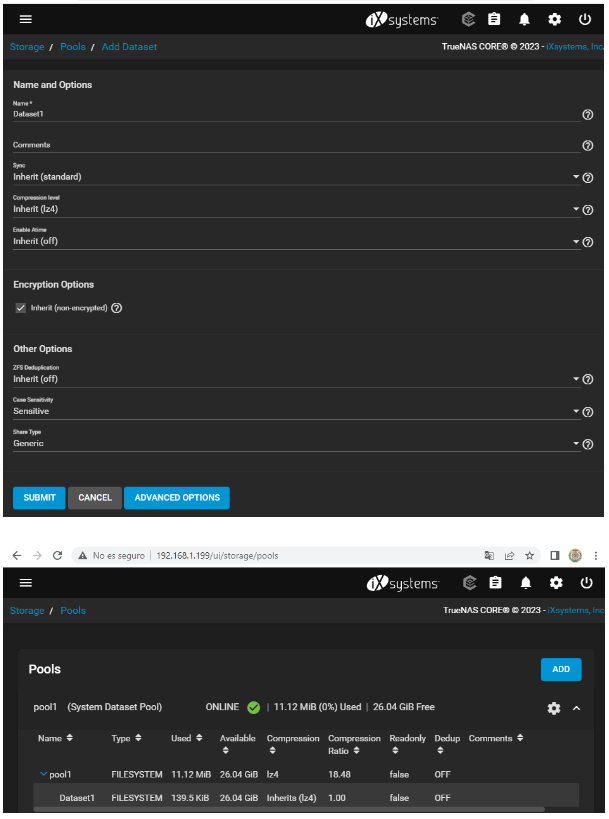 iXsystems
Storage / Pools / Add Dataset
TrueNAS CORE® © 2023 - iXsystems, Inc.
Name and Options
Name *
Dataset1
Comments
Sync
Inherit (standard)
Compression level
Inherit (lz4)
Enable Atime
Inherit (off)
Encryption Options
Inherit (non-encrypted)
Other Options
ZFS Deduplication
Inherit (off)
Case Sensitivity
Sensitive
Share Type
Generic
SUBMIT CANCEL ADVANCED OPTIONS
No es seguro | 192.168.1.199/ui/storage/pools
iXsystems
Storage / Pools
TrueNAS CORE® © 2023 - iXsystems, Inc
Pools
ADD
pool1 (System Dataset Pool) ONLINE | 11.12 MiB (0%) Used | 26.04 GiB Free
Name Type Used Available Compression Compression Ratio Readonly Dedup Comments
pool1 FILESYSTEM 11.12 MiB 26.04 GiB lz4 18.48 false OFF
Dataset1 FILESYSTEM 139.5 KiB 26.04 GiB Inherits (lz4) 1.00 false OFF